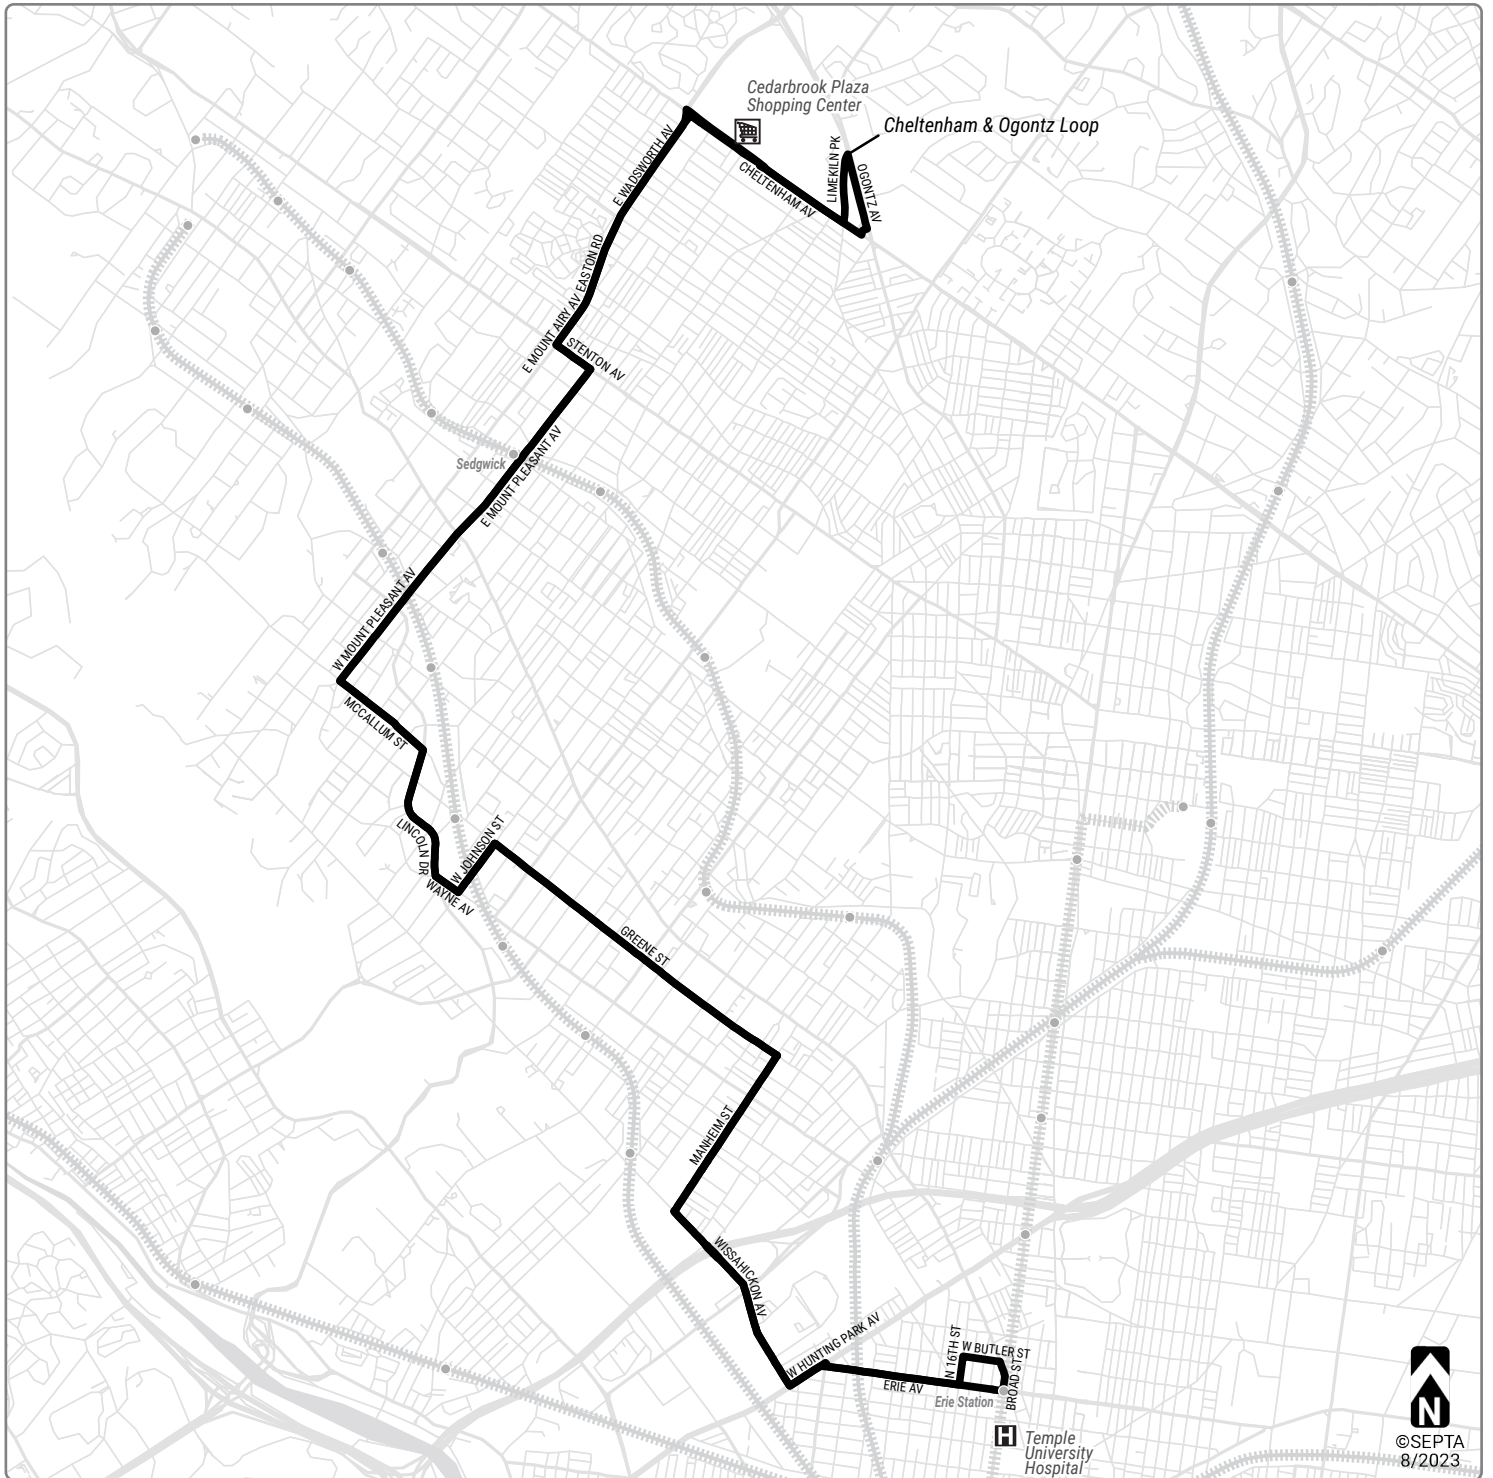 Cedarbrook Plaza
Shopping Center
Cheltenham & Ogontz Loop
LIMEKILN PK
OGONTZ AV
CHELTENHAM AV
E WADSWORTH AV
EASTON RD
E MOUNT AIRY AV
STENTON AV
Sedgwick
E MOUNT PLEASANT AV
W MOUNT PLEASANT AV
MCCALLUM ST
LINCOLN DR
W JOHNSON ST
WAYNE AV
GREENE ST
MANHEIM ST
WISSAHICKON AV
W HUNTING PARK AV
N 16TH ST
W BUTLER ST
BROAD ST
ERIE AV
Erie Station
H
Temple
University
Hospital
N
©SEPTA
8/2023